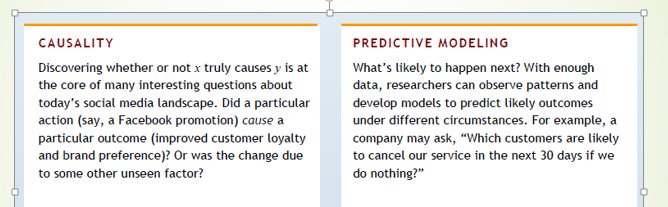 CAUSALITY
Discovering whether or not x truly causes y is at
the core of many interesting questions about
today's social media landscape. Did a particular
action (say, a Facebook promotion) cause a
particular outcome (improved customer loyalty
and brand preference)? Or was the change due
to some other unseen factor?
PREDICTIVE MODELING
What's likely to happen next? With enough
data, researchers can observe patterns and
develop models to predict likely outcomes
under different circumstances. For example, a
company may ask, “Which customers are likely
to cancel our service in the next 30 days if we
do nothing?”